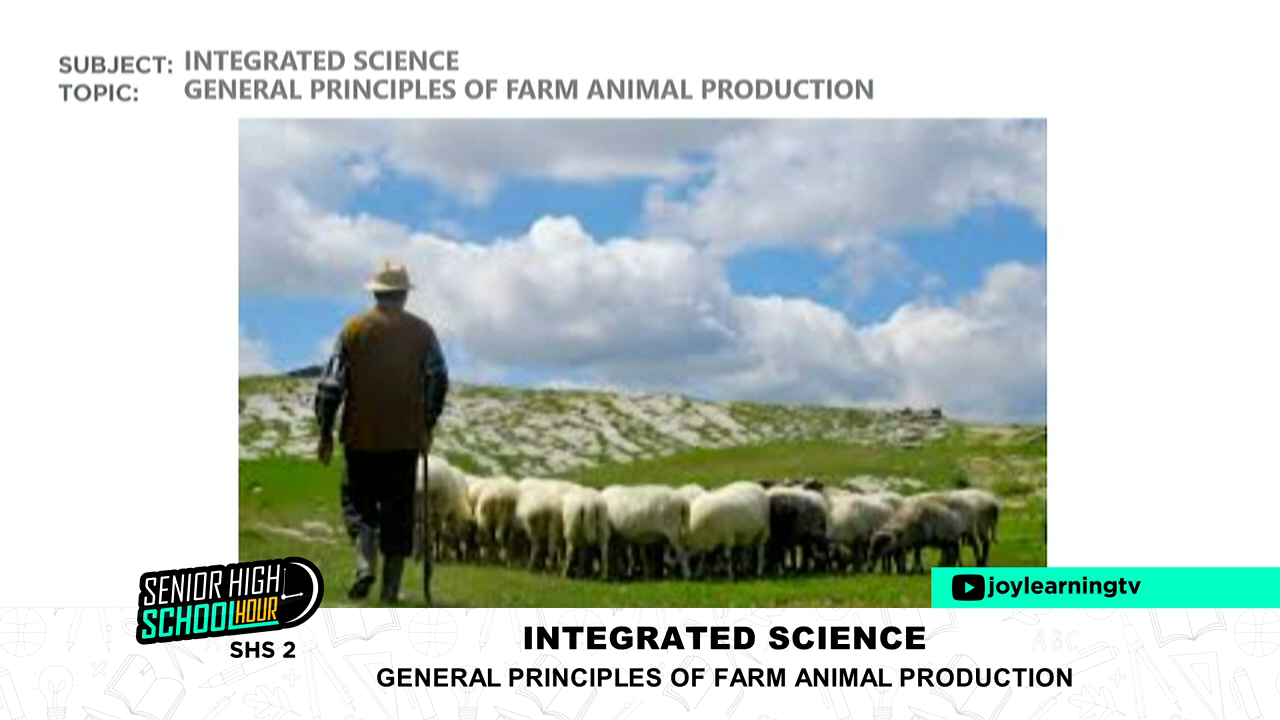 SUBJECT: INTEGRATED SCIENCE
TOPIC: GENERAL PRINCIPLES OF FARM ANIMAL PRODUCTION
joylearningtv
SENIOR HIGH
SCHOOL HOUR
SHS 2
INTEGRATED SCIENCE
GENERAL PRINCIPLES OF FARM ANIMAL PRODUCTION
ABC